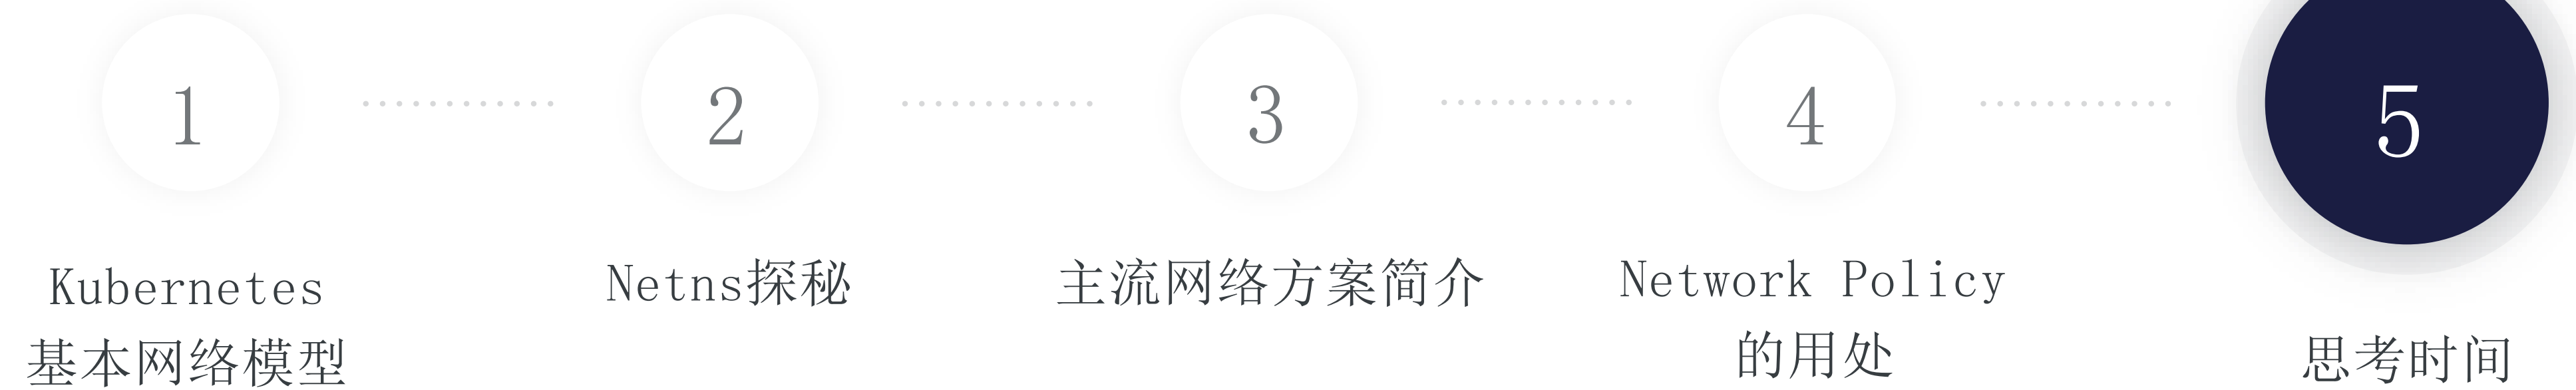 1
2
3
4
5
Kubernetes
基本网络模型
Netns探秘
主流网络方案简介
Network Policy
的用处
思考时间